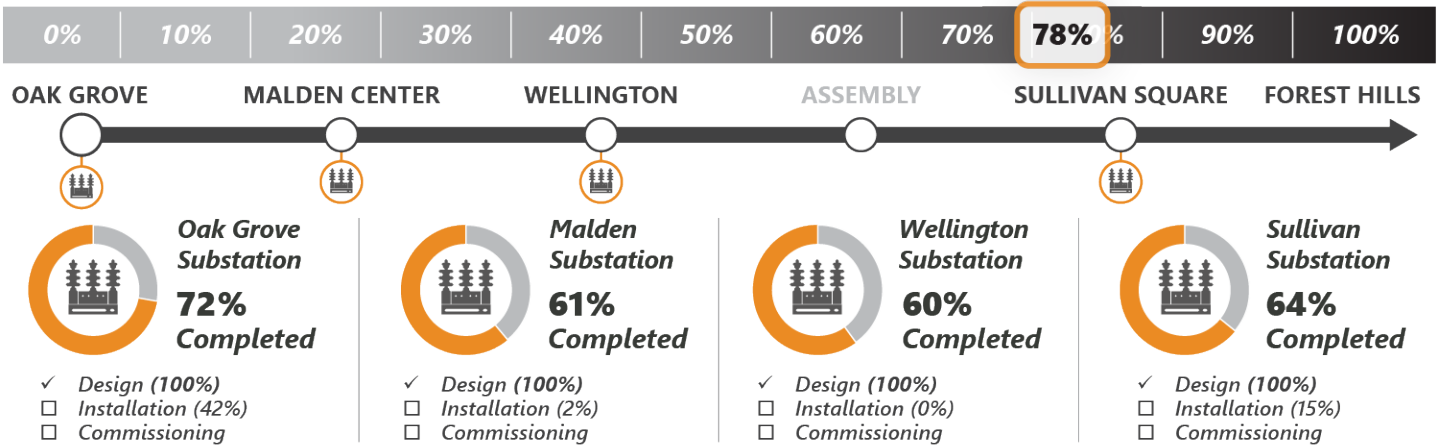 0% 10% 20% 30% 40% 50% 60% 70% 78% 90% 100%
OAK GROVE MALDEN CENTER WELLINGTON ASSEMBLY SULLIVAN SQUARE FOREST HILLS
Oak Grove
Substation
72%
Completed
✓ Design (100%)
☐ Installation (42%)
☐ Commissioning
Malden
Substation
61%
Completed
✓ Design (100%)
☐ Installation (2%)
☐ Commissioning
Wellington
Substation
60%
Completed
✓ Design (100%)
☐ Installation (0%)
☐ Commissioning
Sullivan
Substation
64%
Completed
✓ Design (100%)
☐ Installation (15%)
☐ Commissioning